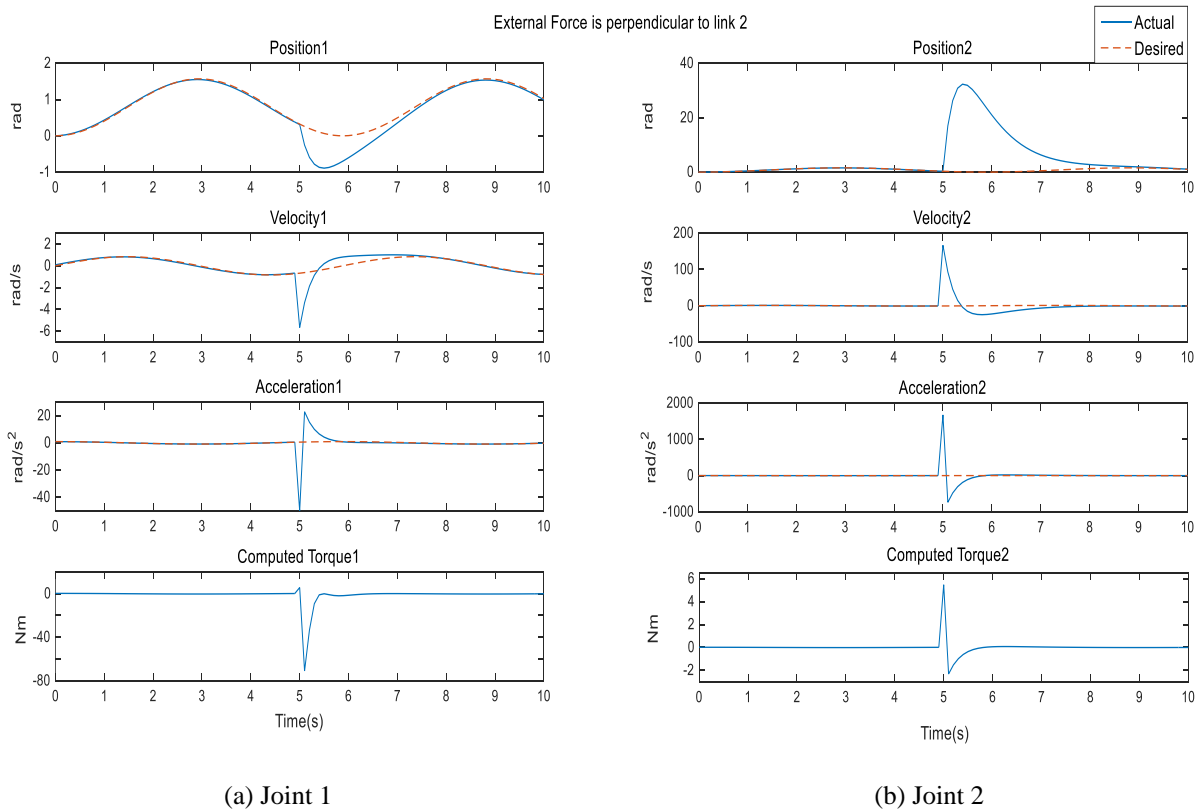 External Force is perpendicular to link 2
Actual
Desired
Position1
rad
2
1
0
-1
0 1 2 3 4 5 6 7 8 9 10
Velocity1
rad/s
2
0
-2
-4
-6
0 1 2 3 4 5 6 7 8 9 10
Acceleration1
rad/s²
20
0
-20
-40
0 1 2 3 4 5 6 7 8 9 10
Computed Torque1
Nm
0
-40
-80
0 1 2 3 4 5 6 7 8 9 10
Time(s)
(a) Joint 1
Position2
rad
40
20
0
0 1 2 3 4 5 6 7 8 9 10
Velocity2
rad/s
200
100
0
-100
0 1 2 3 4 5 6 7 8 9 10
Acceleration2
rad/s²
2000
1000
0
-1000
0 1 2 3 4 5 6 7 8 9 10
Computed Torque2
Nm
6
4
2
0
-2
0 1 2 3 4 5 6 7 8 9 10
Time(s)
(b) Joint 2